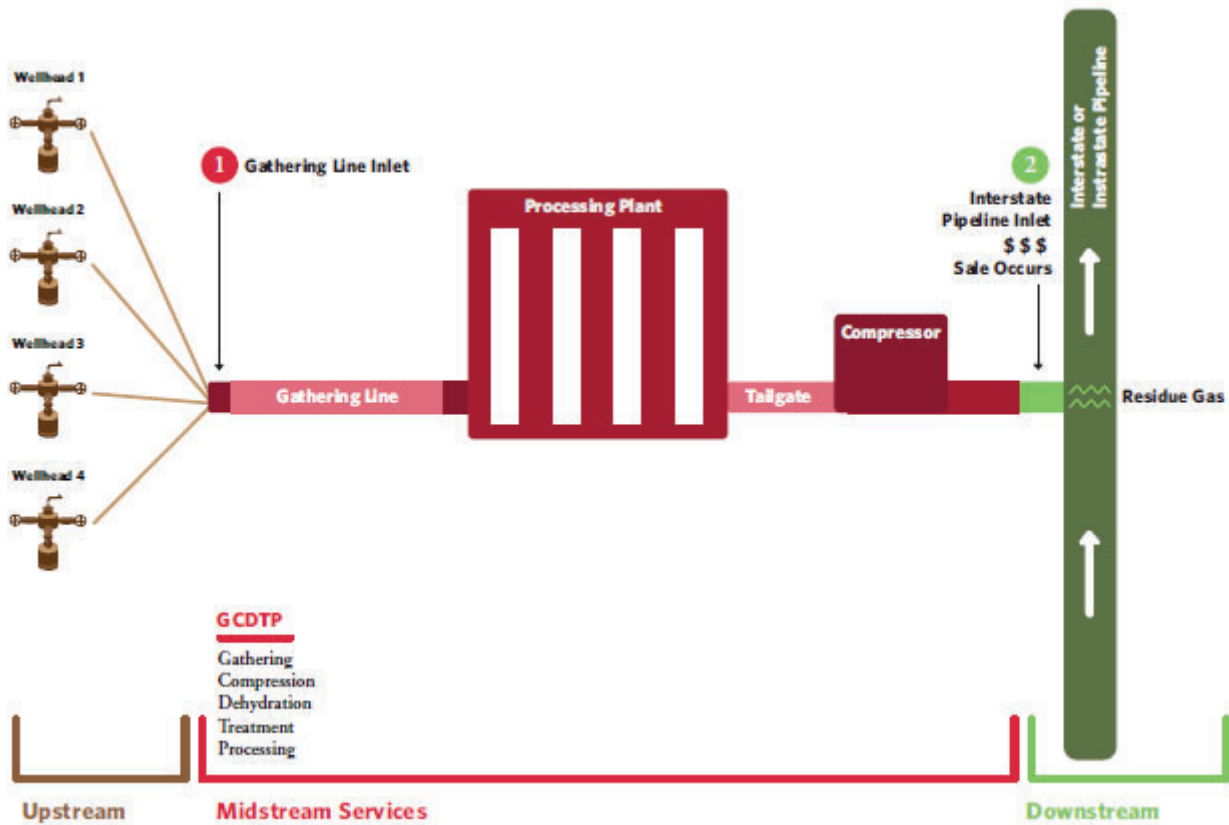 Wellhead 1
Wellhead 2
Wellhead 3
Wellhead 4
1 Gathering Line Inlet
Gathering Line
Processing Plant
Tailgate
Compressor
2
Interstate
Pipeline Inlet
$ $ $
Sale Occurs
Interstate or
Instrastate Pipeline
Residue Gas
GCDTP
Gathering
Compression
Dehydration
Treatment
Processing
Upstream
Midstream Services
Downstream